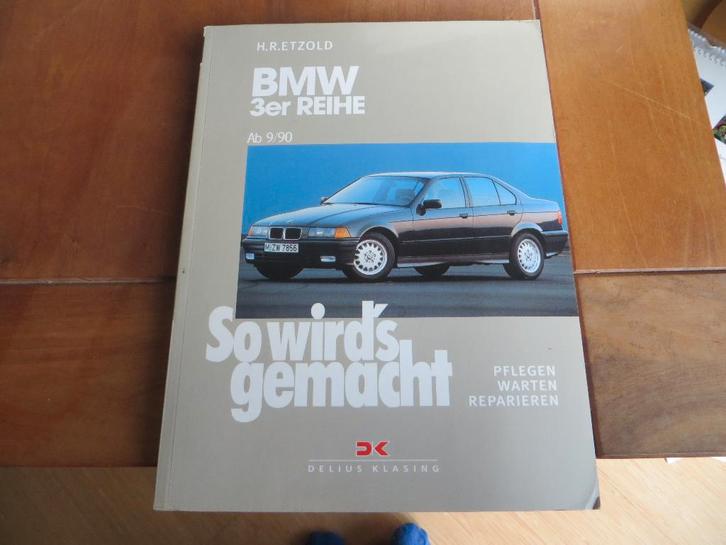 H.R.ETZOLD
BMW
3er REIHE
Ab 9/90
M·ZW 7856
So wird's
gemacht
PFLEGEN
WARTEN
REPARIEREN
DK
DELIUS KLASING